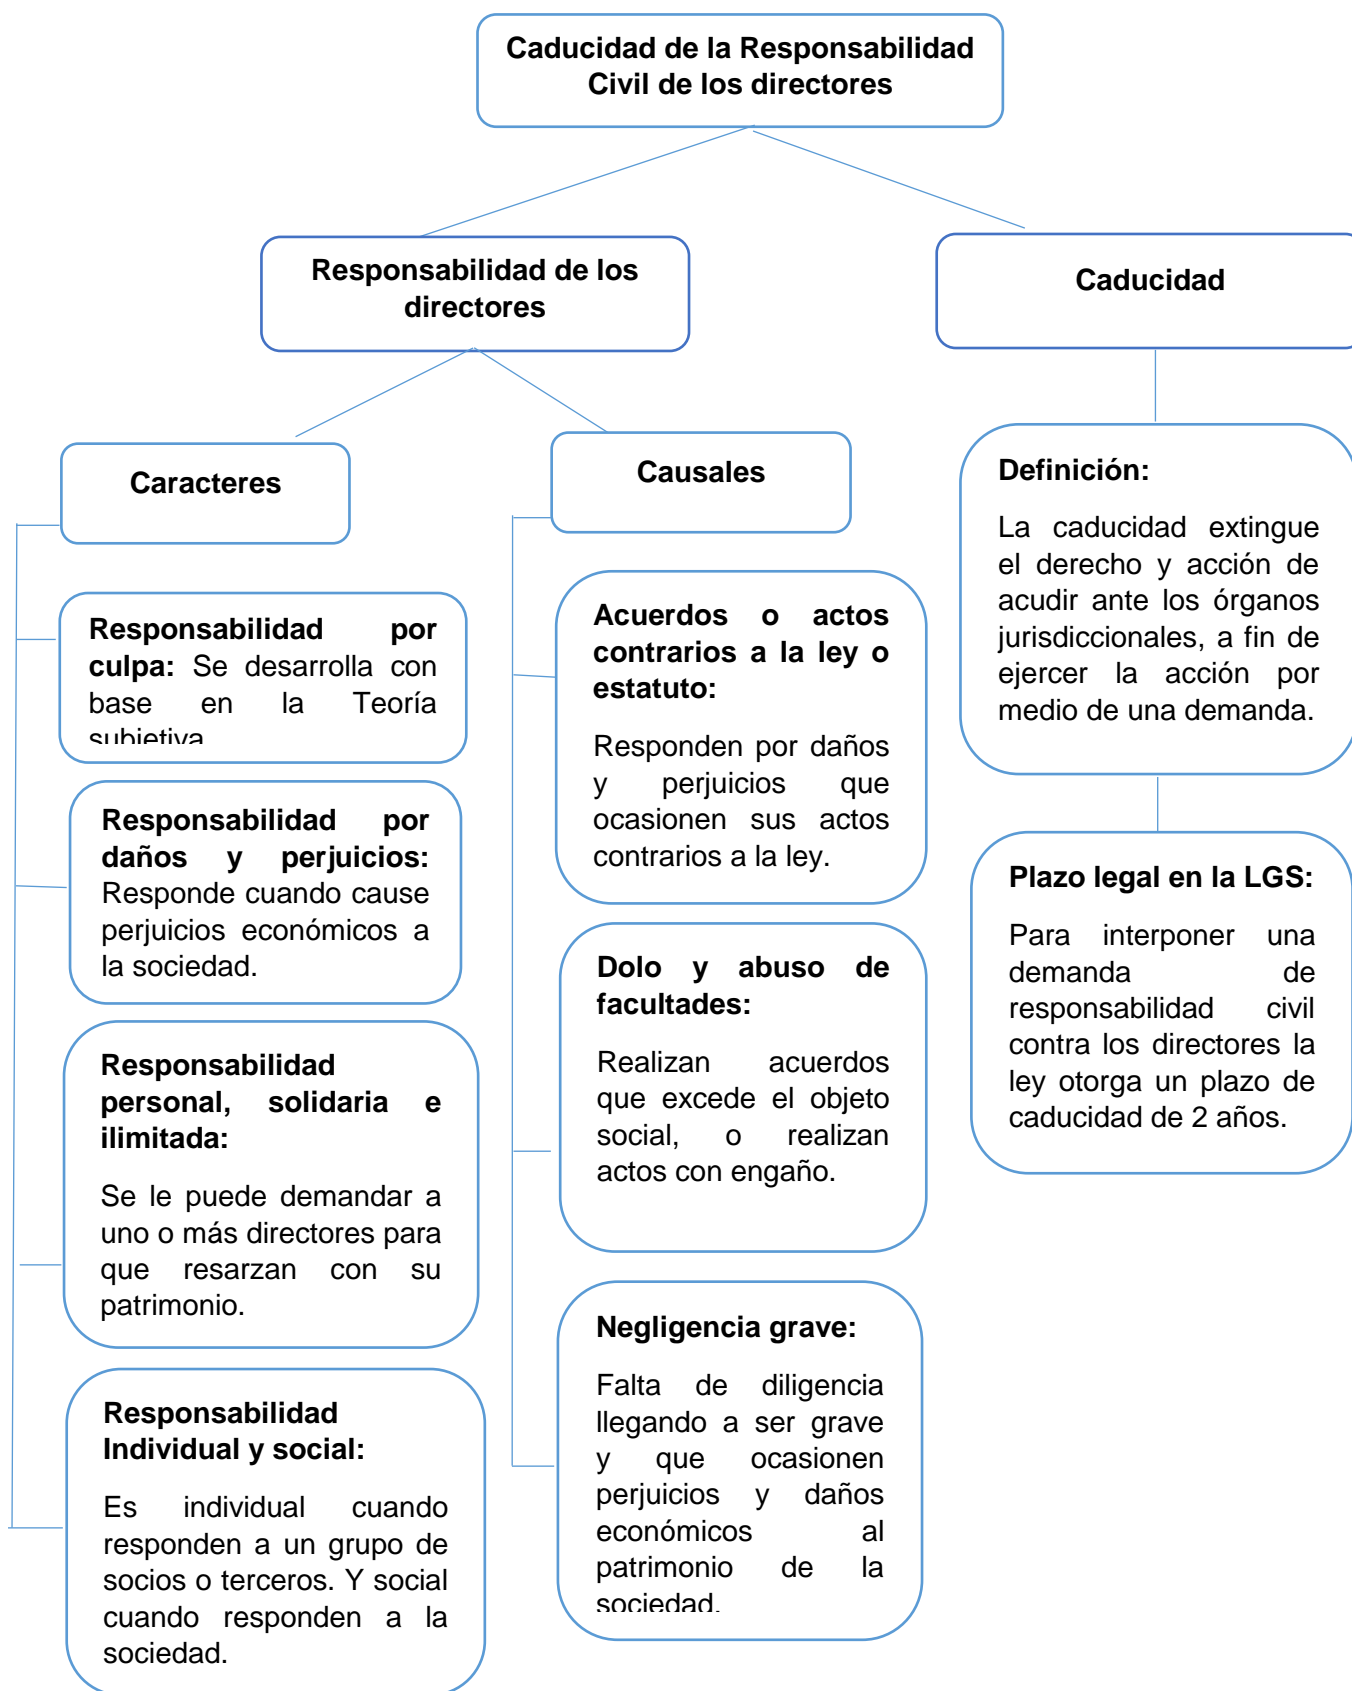 Caducidad de la Responsabilidad
Civil de los directores
Responsabilidad de los
directores
Caducidad
Caracteres
Causales
Responsabilidad por
culpa: Se desarrolla con
base en la Teoría
subjetiva
Responsabilidad por
daños y perjuicios:
Responde cuando cause
perjuicios económicos a
la sociedad.
Responsabilidad
personal, solidaria e
ilimitada:
Se le puede demandar a
uno o más directores para
que resarzan con su
patrimonio.
Responsabilidad
Individual y social:
Es individual cuando
responden a un grupo de
socios o terceros. Y social
cuando responden a la
sociedad.
Acuerdos o actos
contrarios a la ley o
estatuto:
Responden por daños
y perjuicios que
ocasionen sus actos
contrarios a la ley.
Dolo y abuso de
facultades:
Realizan acuerdos
que excede el objeto
social, o realizan
actos con engaño.
Negligencia grave:
Falta de diligencia
llegando a ser grave
y que ocasionen
perjuicios y daños
económicos al
patrimonio de la
sociedad.
Definición:
La caducidad extingue
el derecho y acción de
acudir ante los órganos
jurisdiccionales, a fin de
ejercer la acción por
medio de una demanda.
Plazo legal en la LGS:
Para interponer una
demanda de
responsabilidad civil
contra los directores la
ley otorga un plazo de
caducidad de 2 años.